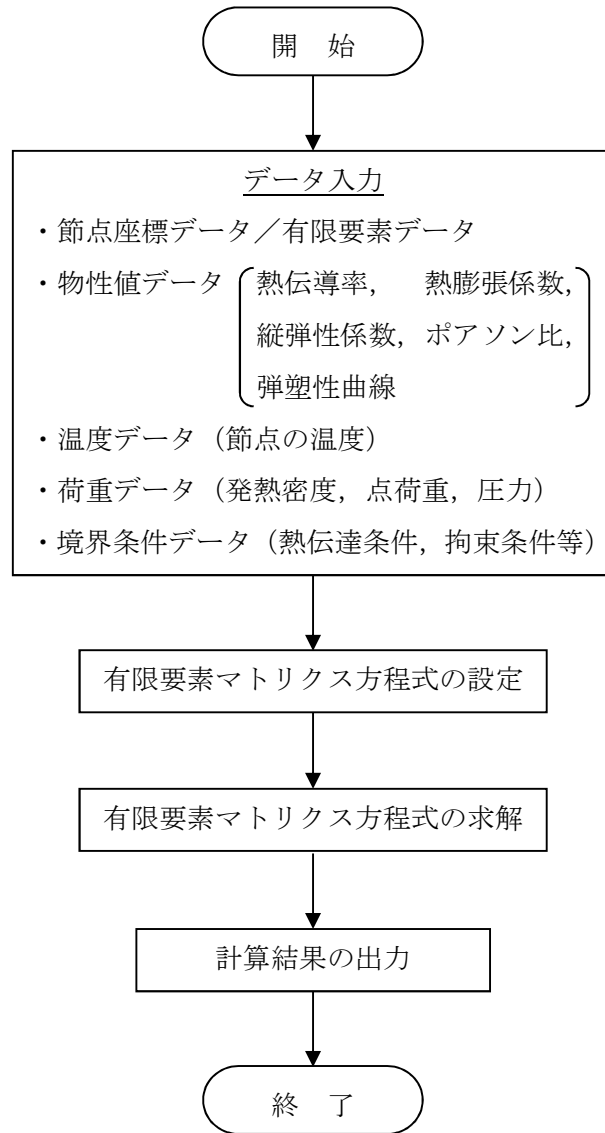 開　始
データ入力
・節点座標データ／有限要素データ
・物性値データ 熱伝導率，　熱膨張係数，
縦弾性係数，ポアソン比，
弾塑性曲線
・温度データ（節点の温度）
・荷重データ（発熱密度，点荷重，圧力）
・境界条件データ（熱伝達条件，拘束条件等）
有限要素マトリクス方程式の設定
有限要素マトリクス方程式の求解
計算結果の出力
終　了